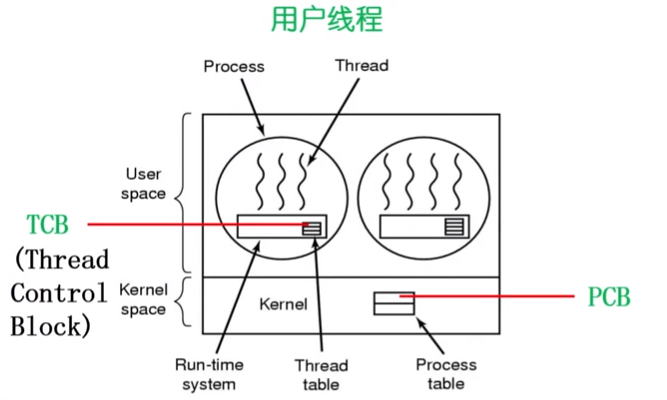 用户线程
Process
Thread
User
space
TCB
(Thread
Control
Block)
Kernel
space
Kernel
PCB
Run-time
system
Thread
table
Process
table